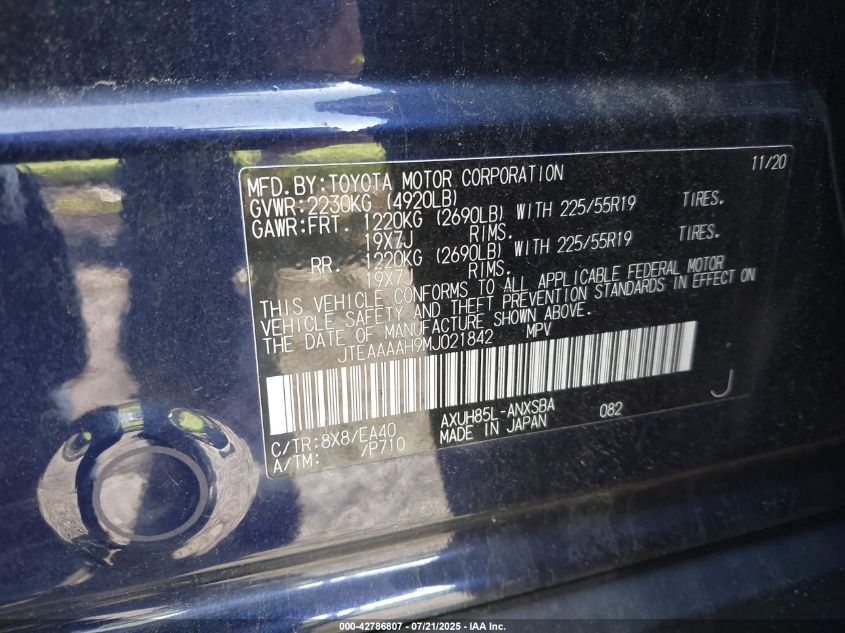 11/20
MFD.BY:TOYOTA MOTOR CORPORATION
GVWR:2230KG (4920LB)
GAWR:FRT. 1220KG (2690LB) WITH 225/55R19 TIRES.
19X7J RIMS.
RR. 1220KG (2690LB) WITH 225/55R19 TIRES.
19X7J RIMS.
THIS VEHICLE CONFORMS TO ALL APPLICABLE FEDERAL MOTOR
VEHICLE SAFETY AND THEFT PREVENTION STANDARDS IN EFFECT ON
THE DATE OF MANUFACTURE SHOWN ABOVE.
JTEAAAAH9MJ021842 MPV
C/TR:8X8/EA40 AXUH85L-ANXSBA 082 J
A/TM: /P710 MADE IN JAPAN
000-42786807 - 07/21/2025 - IAA Inc.